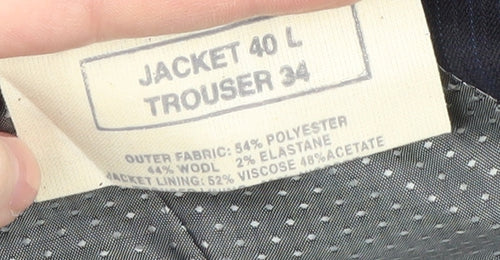 JACKET 40 L
TROUSER 34
OUTER FABRIC: 54% POLYESTER
44% WOOL 2% ELASTANE
JACKET LINING: 52% VISCOSE 48% ACETATE